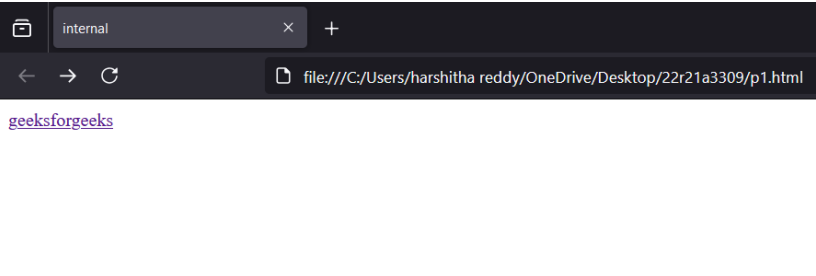 internal
file:///C:/Users/harshitha reddy/OneDrive/Desktop/22r21a3309/p1.html
geeksforgeeks